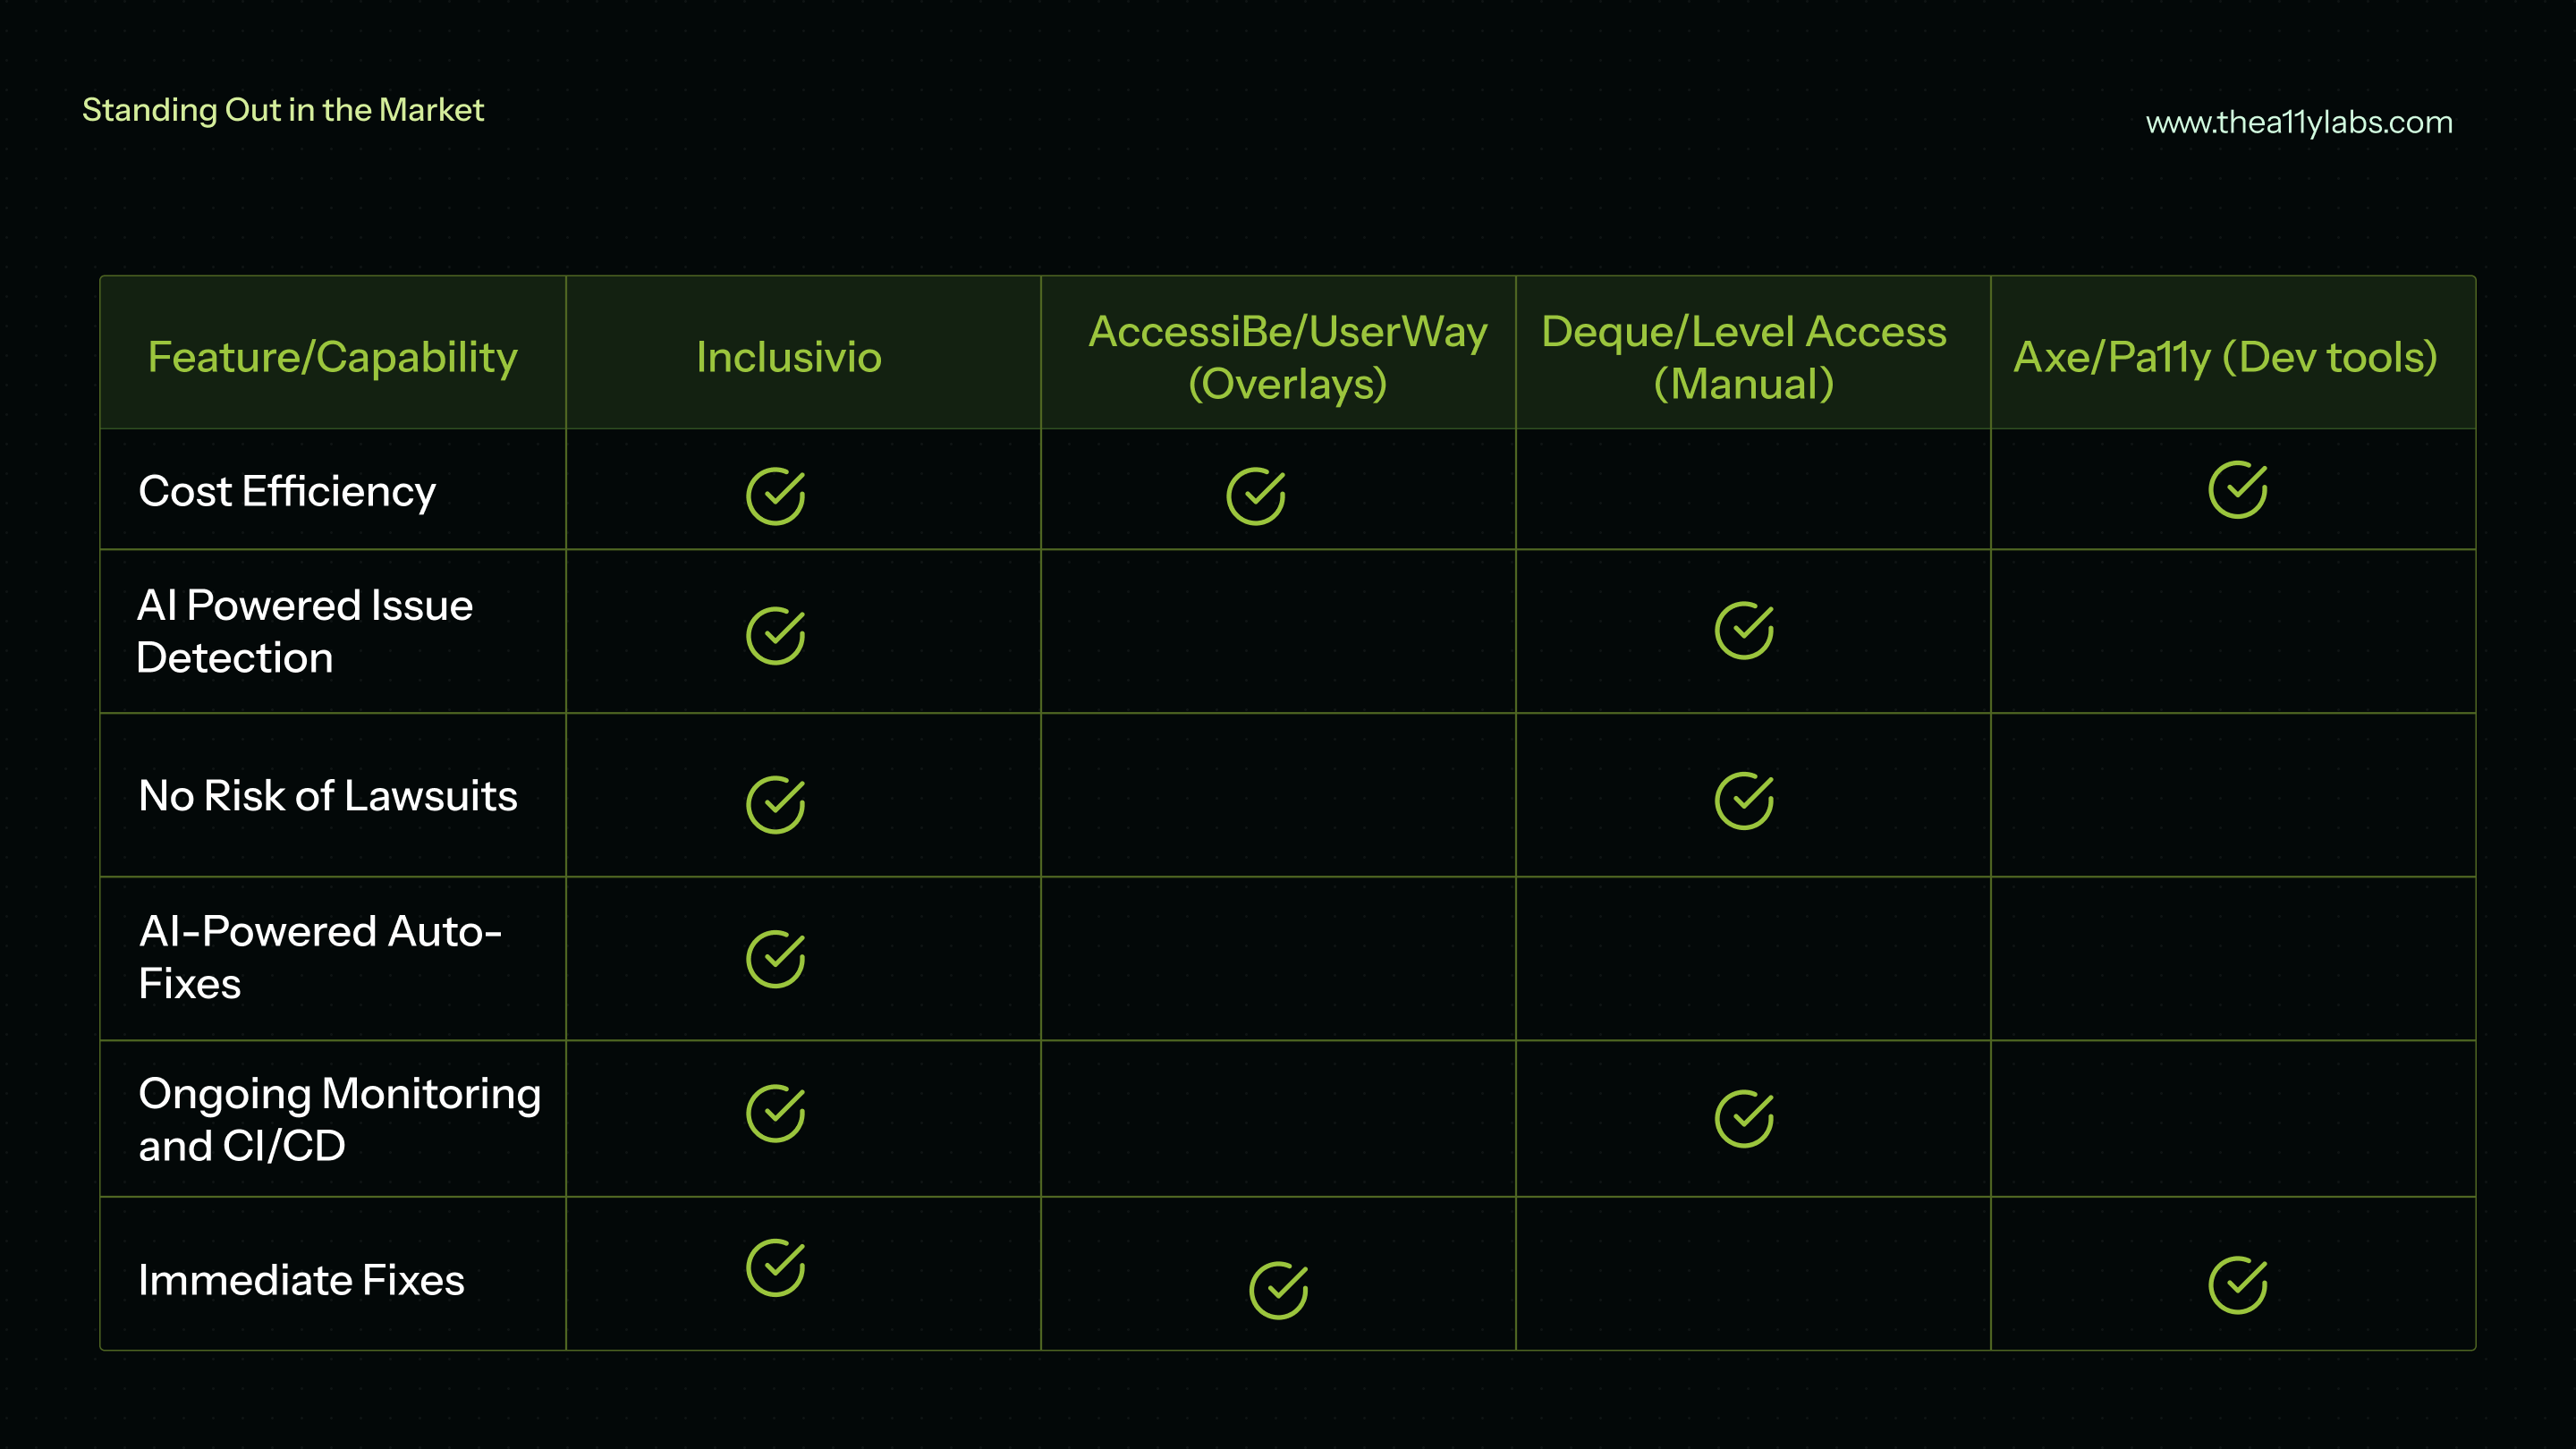 Standing Out in the Market
www.thea11ylabs.com
Feature/Capability
Inclusivio
AccessiBe/UserWay
(Overlays)
Deque/Level Access
(Manual)
Axe/Pa11y (Dev tools)
Cost Efficiency
AI Powered Issue
Detection
No Risk of Lawsuits
AI-Powered Auto-
Fixes
Ongoing Monitoring
and CI/CD
Immediate Fixes